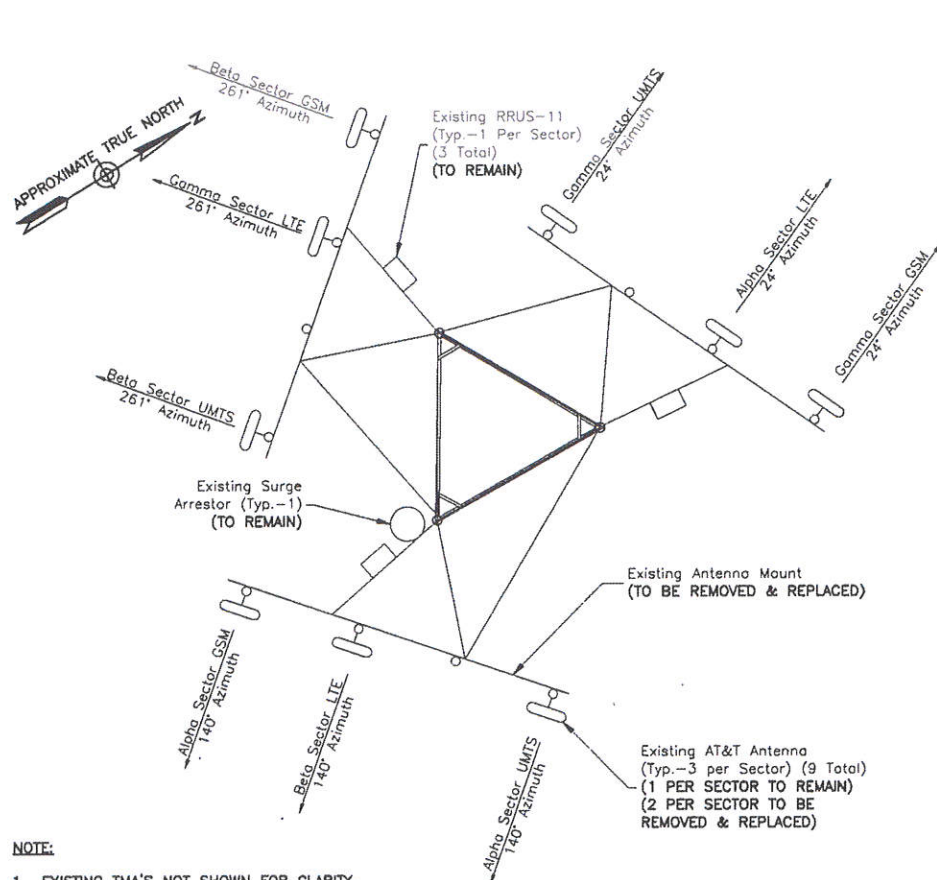 Beta Sector GSM
261° Azimuth
APPROXIMATE TRUE NORTH
N
Gamma Sector LTE
261° Azimuth
Existing RRUS-11
(Typ.-1 Per Sector)
(3 Total)
(TO REMAIN)
Gamma Sector UMTS
24° Azimuth
Alpha Sector LTE
24° Azimuth
Gamma Sector GSM
24° Azimuth
Beta Sector UMTS
261° Azimuth
Existing Surge
Arrestor (Typ.-1)
(TO REMAIN)
Existing Antenna Mount
(TO BE REMOVED & REPLACED)
Alpha Sector GSM
140° Azimuth
Beta Sector LTE
140° Azimuth
Alpha Sector UMTS
140° Azimuth
Existing AT&T Antenna
(Typ.-3 per Sector) (9 Total)
(1 PER SECTOR TO REMAIN)
(2 PER SECTOR TO BE
REMOVED & REPLACED)
NOTE:
1. EXISTING TMA'S NOT SHOWN FOR CLARITY